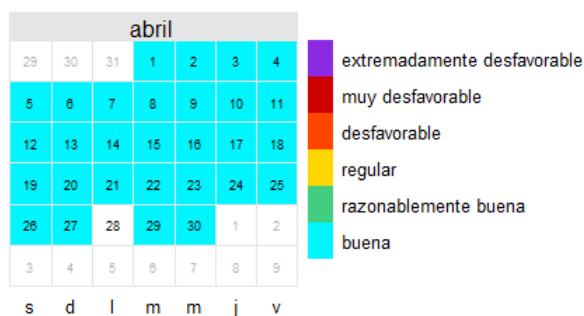 abril
29 30 31 1 2 3 4
5 6 7 8 9 10 11
12 13 14 15 16 17 18
19 20 21 22 23 24 25
26 27 28 29 30 1 2
3 4 5 6 7 8 9
s d l m m j v
extremadamente desfavorable
muy desfavorable
desfavorable
regular
razonablemente buena
buena